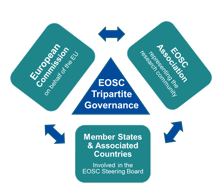 European
Commission
on behalf of the EU
EOSC
Association
representing the
research community
EOSC
Tripartite
Governance
Member States
& Associated
Countries
Involved in the
EOSC Steering Board